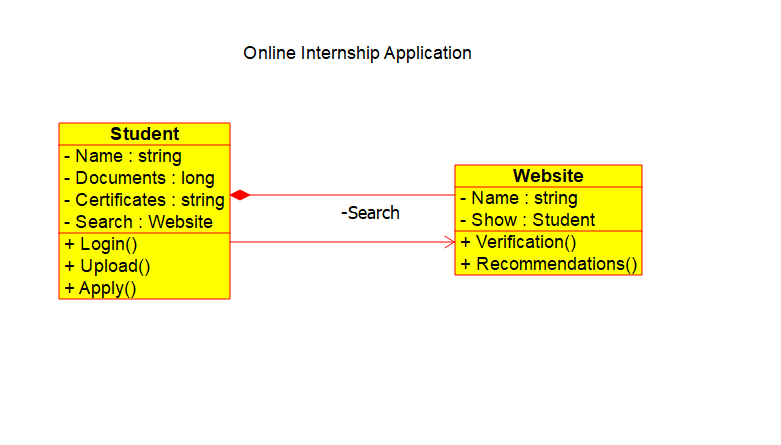 Online Internship Application
Student
- Name : string
- Documents : long
- Certificates : string
- Search : Website
+ Login()
+ Upload()
+ Apply()
-Search
Website
- Name : string
- Show : Student
+ Verification()
+ Recommendations()